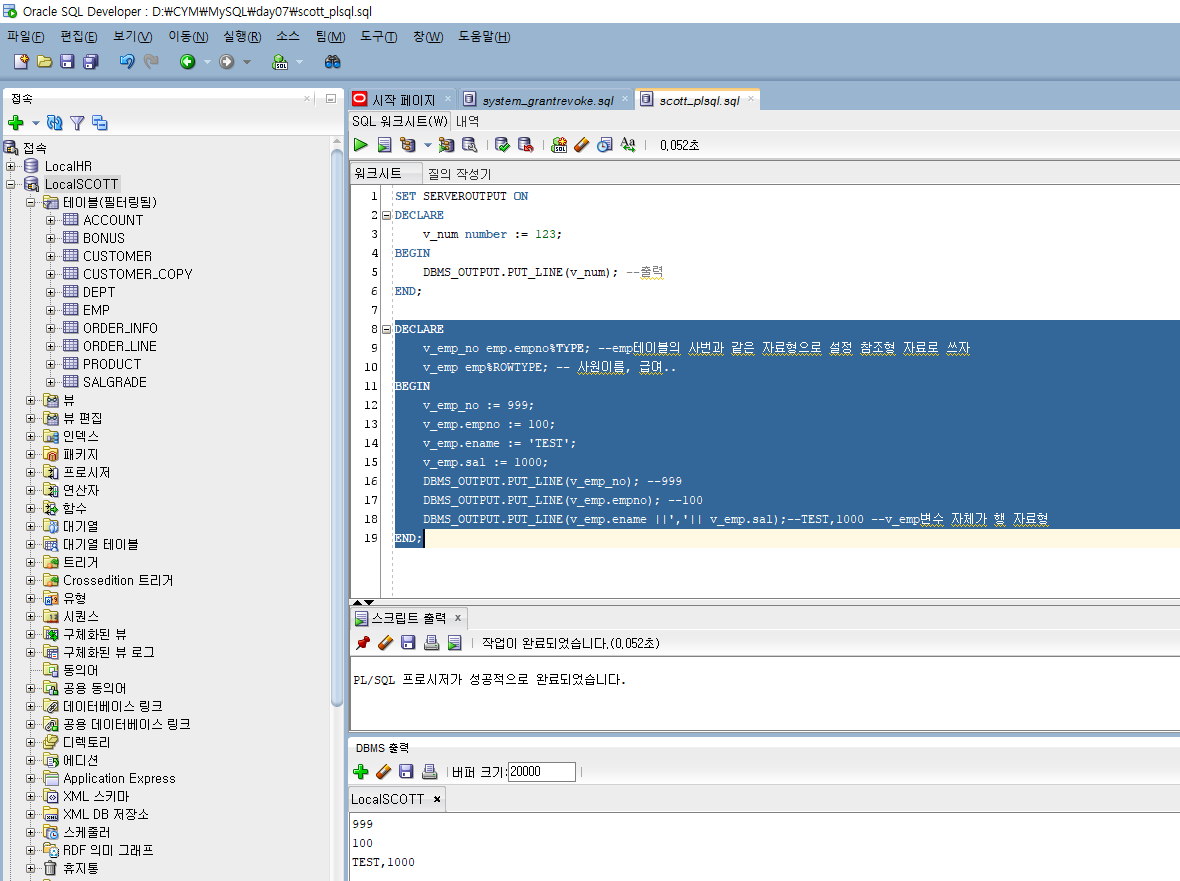 Oracle SQL Developer : D:₩CYM₩MySQL₩day07₩scott_plsql.sql
파일(F) 편집(E) 보기(V) 이동(N) 실행(R) 소스 팀(M) 도구(T) 창(W) 도움말(H)
접속
접속
LocalHR
LocalSCOTT
테이블(필터링됨)
ACCOUNT
BONUS
CUSTOMER
CUSTOMER_COPY
DEPT
EMP
ORDER_INFO
ORDER_LINE
PRODUCT
SALGRADE
뷰
뷰 편집
인덱스
패키지
프로시저
연산자
함수
대기열
대기열 테이블
트리거
Crossedition 트리거
유형
시퀀스
구체화된 뷰
구체화된 뷰 로그
동의어
공용 동의어
데이터베이스 링크
공용 데이터베이스 링크
디렉토리
에디션
Application Express
XML 스키마
XML DB 저장소
스케줄러
RDF 의미 그래프
휴지통
시작 페이지 system_grantrevoke.sql scott_plsql.sql
SQL 워크시트(W) 내역
0,052초
워크시트 질의 작성기
1 SET SERVEROUTPUT ON
2 DECLARE
3 v_num number := 123;
4 BEGIN
5 DBMS_OUTPUT.PUT_LINE(v_num); --출력
6 END;
7
8 DECLARE
9 v_emp_no emp.empno%TYPE; --emp테이블의 사번과 같은 자료형으로 설정 참조형 자료로 쓰자
10 v_emp emp%ROWTYPE; -- 사원이름, 급여..
11 BEGIN
12 v_emp_no := 999;
13 v_emp.empno := 100;
14 v_emp.ename := 'TEST';
15 v_emp.sal := 1000;
16 DBMS_OUTPUT.PUT_LINE(v_emp_no); --999
17 DBMS_OUTPUT.PUT_LINE(v_emp.empno); --100
18 DBMS_OUTPUT.PUT_LINE(v_emp.ename ||','|| v_emp.sal);--TEST,1000 --v_emp변수 자체가 행 자료형
19 END;
스크립트 출력
작업이 완료되었습니다.(0,052초)
PL/SQL 프로시저가 성공적으로 완료되었습니다.
DBMS 출력
버퍼 크기: 20000
LocalSCOTT
999
100
TEST,1000